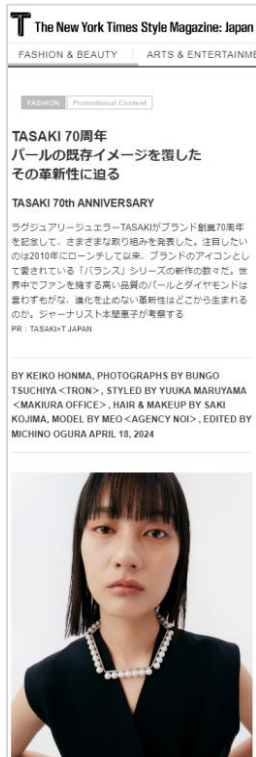 T The New York Times Style Magazine: Japan
FASHION & BEAUTY
ARTS & ENTERTAINME
FASHION
Promotional Content
TASAKI 70周年
パールの既存イメージを覆した
その革新性に迫る
TASAKI 70th ANNIVERSARY
ラグジュアリージュエラーTASAKIがブランド創業70周年
を記念して、さまざまな取り組みを発表した。注目したい
のは2010年にローンチして以来、ブランドのアイコンとし
て愛されている「バランス」シリーズの新作の数々だ。世
界中でファンを擁する高い品質のパールとダイヤモンドは
言わずもがな、進化を止めない革新性はどこから生まれる
のか。ジャーナリスト本間恵子が考察する
PR : TASAKI×T JAPAN
BY KEIKO HONMA, PHOTOGRAPHS BY BUNGO
TSUCHIYA＜TRON＞, STYLED BY YUUKA MARUYAMA
＜MAKIURA OFFICE＞, HAIR & MAKEUP BY SAKI
KOJIMA, MODEL BY MEO＜AGENCY NOI＞, EDITED BY
MICHINO OGURA APRIL 18, 2024